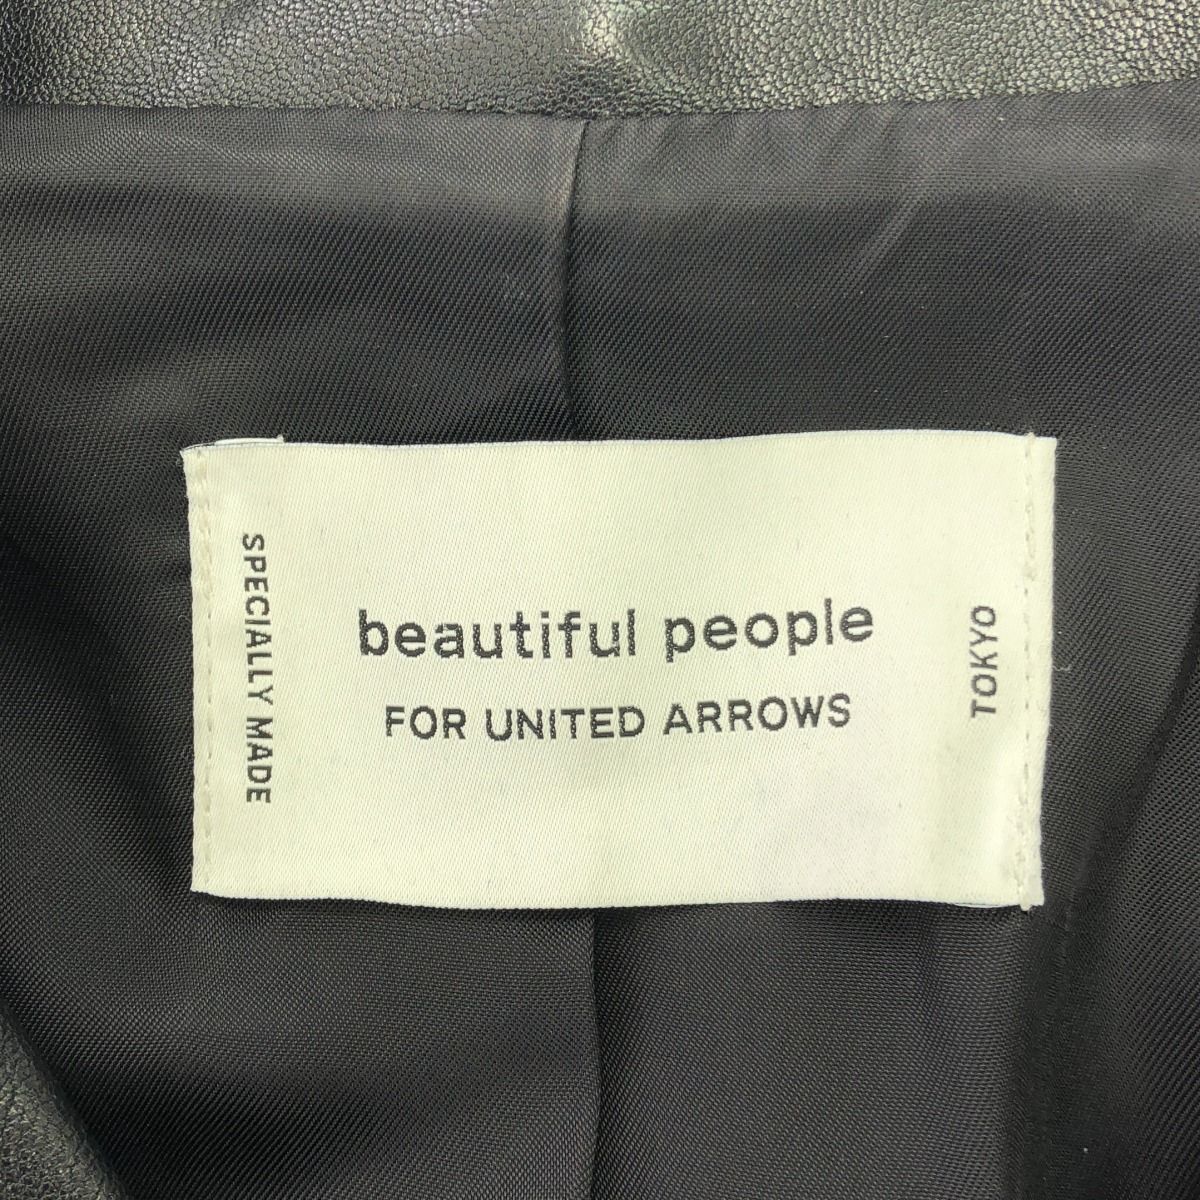 SPECIALLY MADE
beautiful people
FOR UNITED ARROWS
TOKYO